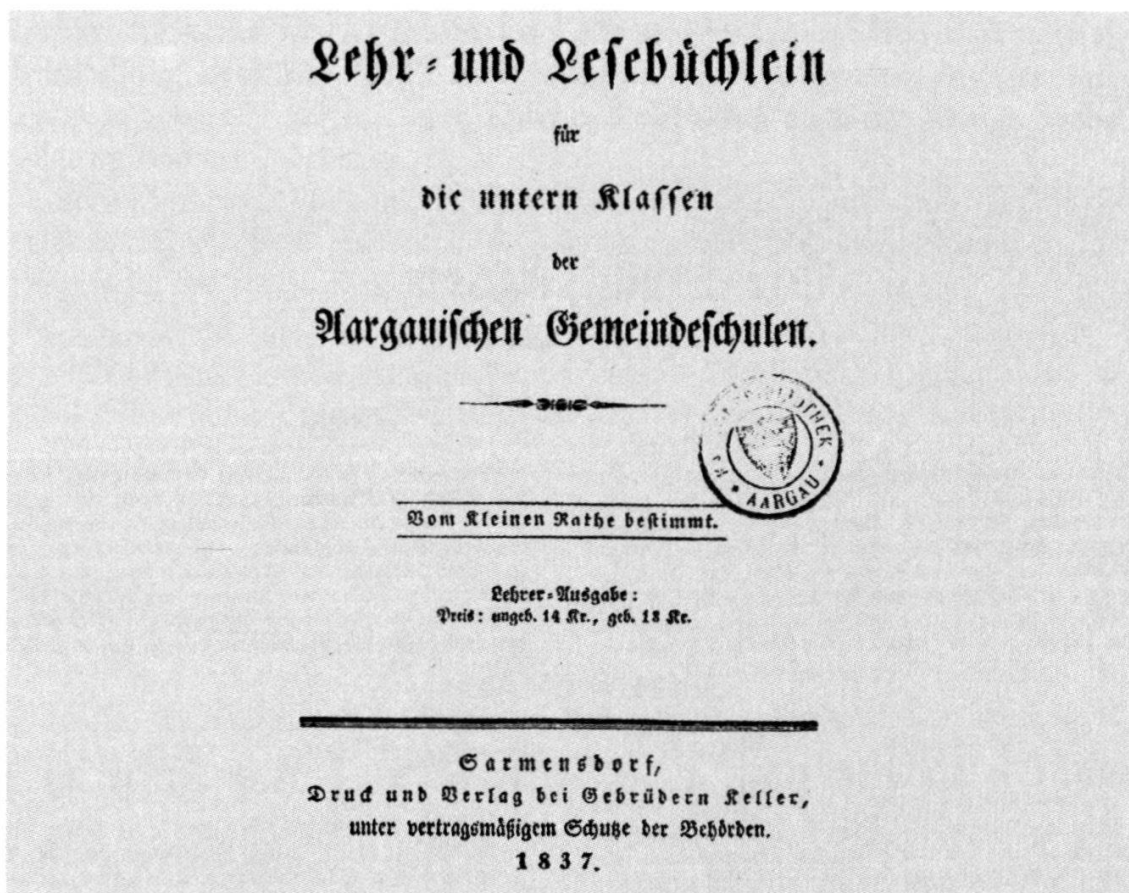 Lehr- und Lesebüchlein
für
die untern Klassen
der
Aargauischen Gemeindeschulen.
AARGAU
Vom Kleinen Rathe bestimmt.
Lehrer-Ausgabe:
Preis: ungeb. 14 Kr., geb. 18 Kr.
Sarmensdorf,
Druck und Verlag bei Gebrüdern Keller,
unter vertragsmäßigem Schutze der Behörden.
1837.